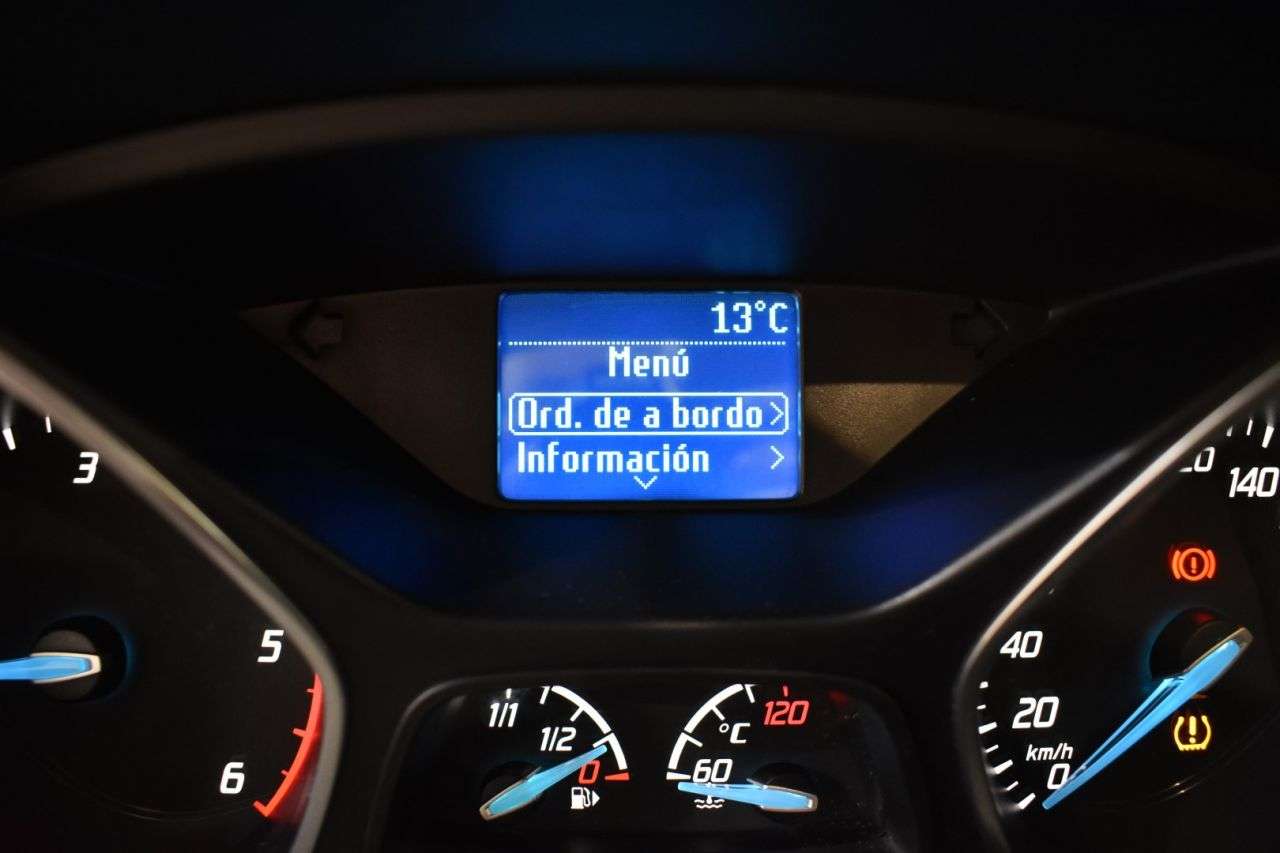 13°C
Menú
Ord. de a bordo >
Información >
3
5
6
1/1
1/2
0
120
°C
60
140
40
20
km/h
0